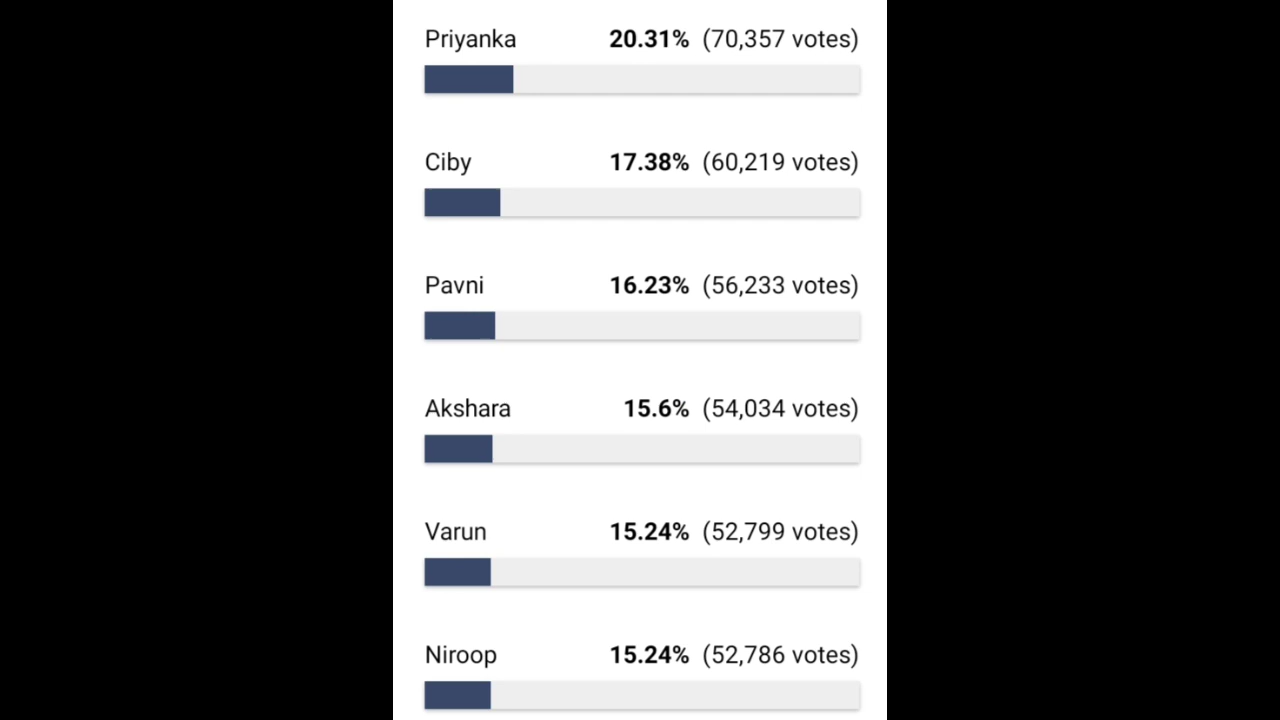 Priyanka 20.31% (70,357 votes)
Ciby 17.38% (60,219 votes)
Pavni 16.23% (56,233 votes)
Akshara 15.6% (54,034 votes)
Varun 15.24% (52,799 votes)
Niroop 15.24% (52,786 votes)